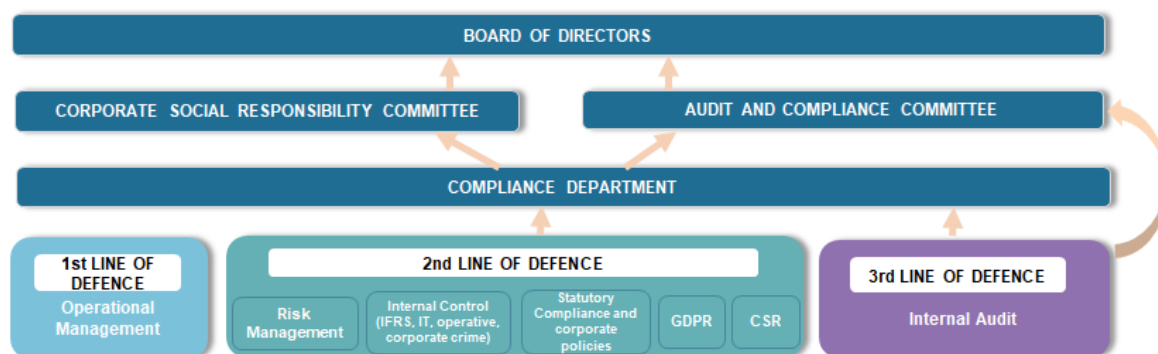 BOARD OF DIRECTORS
CORPORATE SOCIAL RESPONSIBILITY COMMITTEE
AUDIT AND COMPLIANCE COMMITTEE
COMPLIANCE DEPARTMENT
1st LINE OF
DEFENCE
Operational
Management
2nd LINE OF DEFENCE
Risk
Management
Internal Control
(IFRS, IT, operative,
corporate crime)
Statutory
Compliance and
corporate
policies
GDPR
CSR
3rd LINE OF DEFENCE
Internal Audit